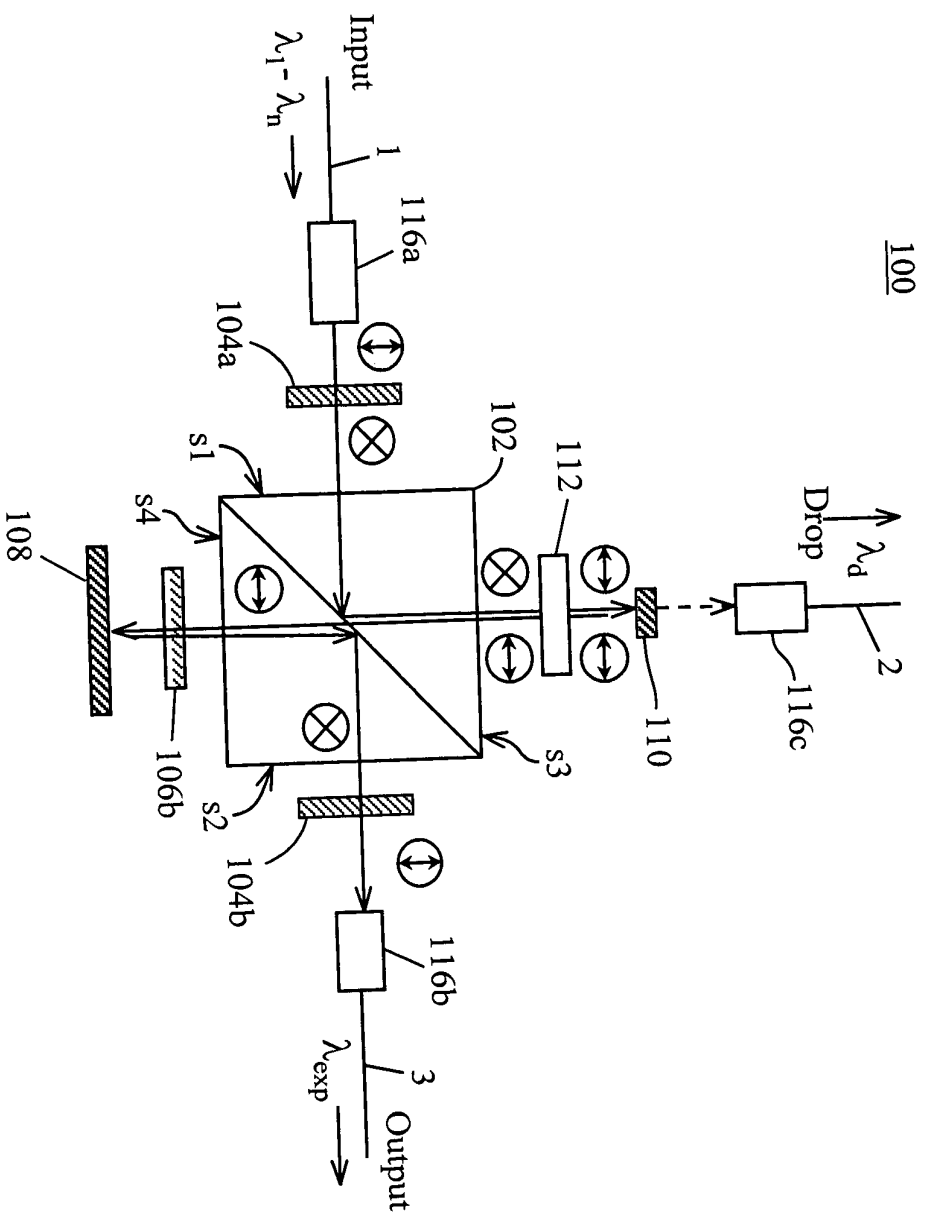 100
Input
λ1 - λn
1
116a
104a
s1
s4
102
112
Drop
λd
2
116c
110
s3
108
106b
s2
104b
116b
3
λexp
Output